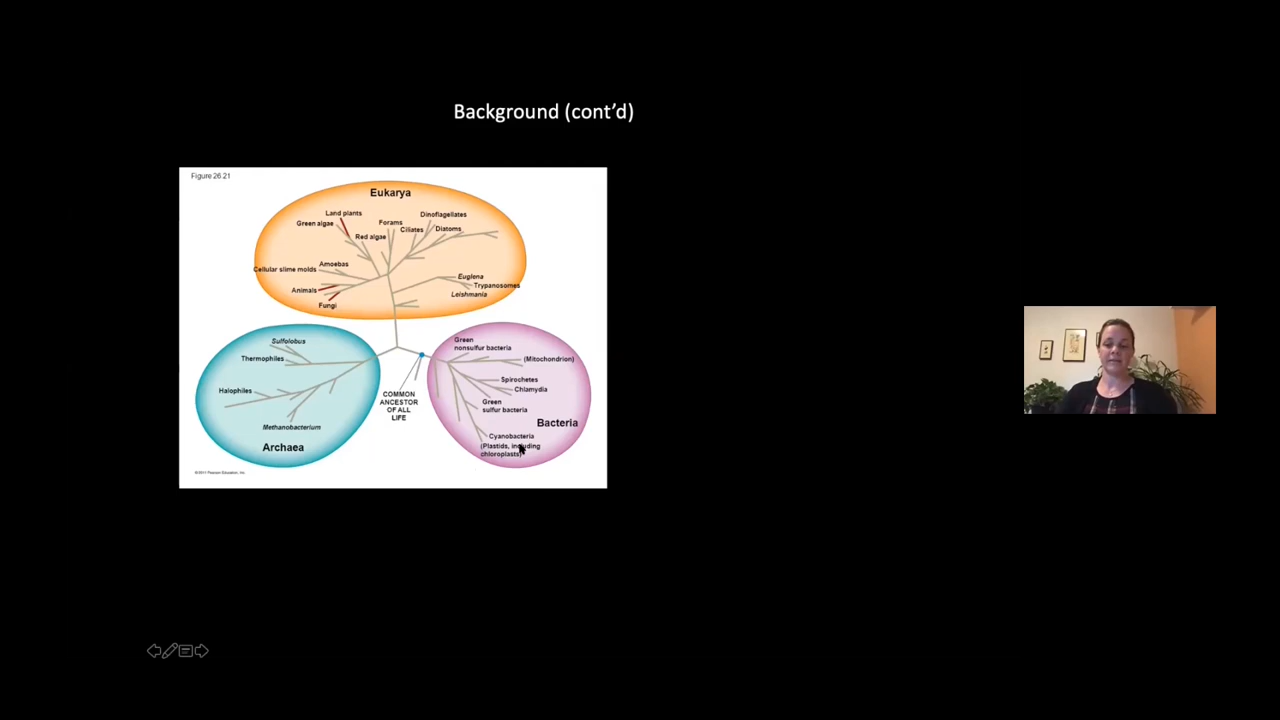 Background (cont'd)
Figure 26.21
Eukarya
Land plants
Dinoflagellates
Green algae
Forams
Ciliates
Diatoms
Red algae
Amoebas
Cellular slime molds
Euglena
Trypanosomes
Animals
Leishmania
Fungi
Sulfolobus
Green
nonsulfur bacteria
Thermophiles
(Mitochondrion)
Spirochetes
Chlamydia
Halophiles
COMMON
ANCESTOR
OF ALL
LIFE
Green
sulfur bacteria
Methanobacterium
Bacteria
Archaea
Cyanobacteria
(Plastids, including
chloroplasts)
©2011 Pearson Education, Inc.